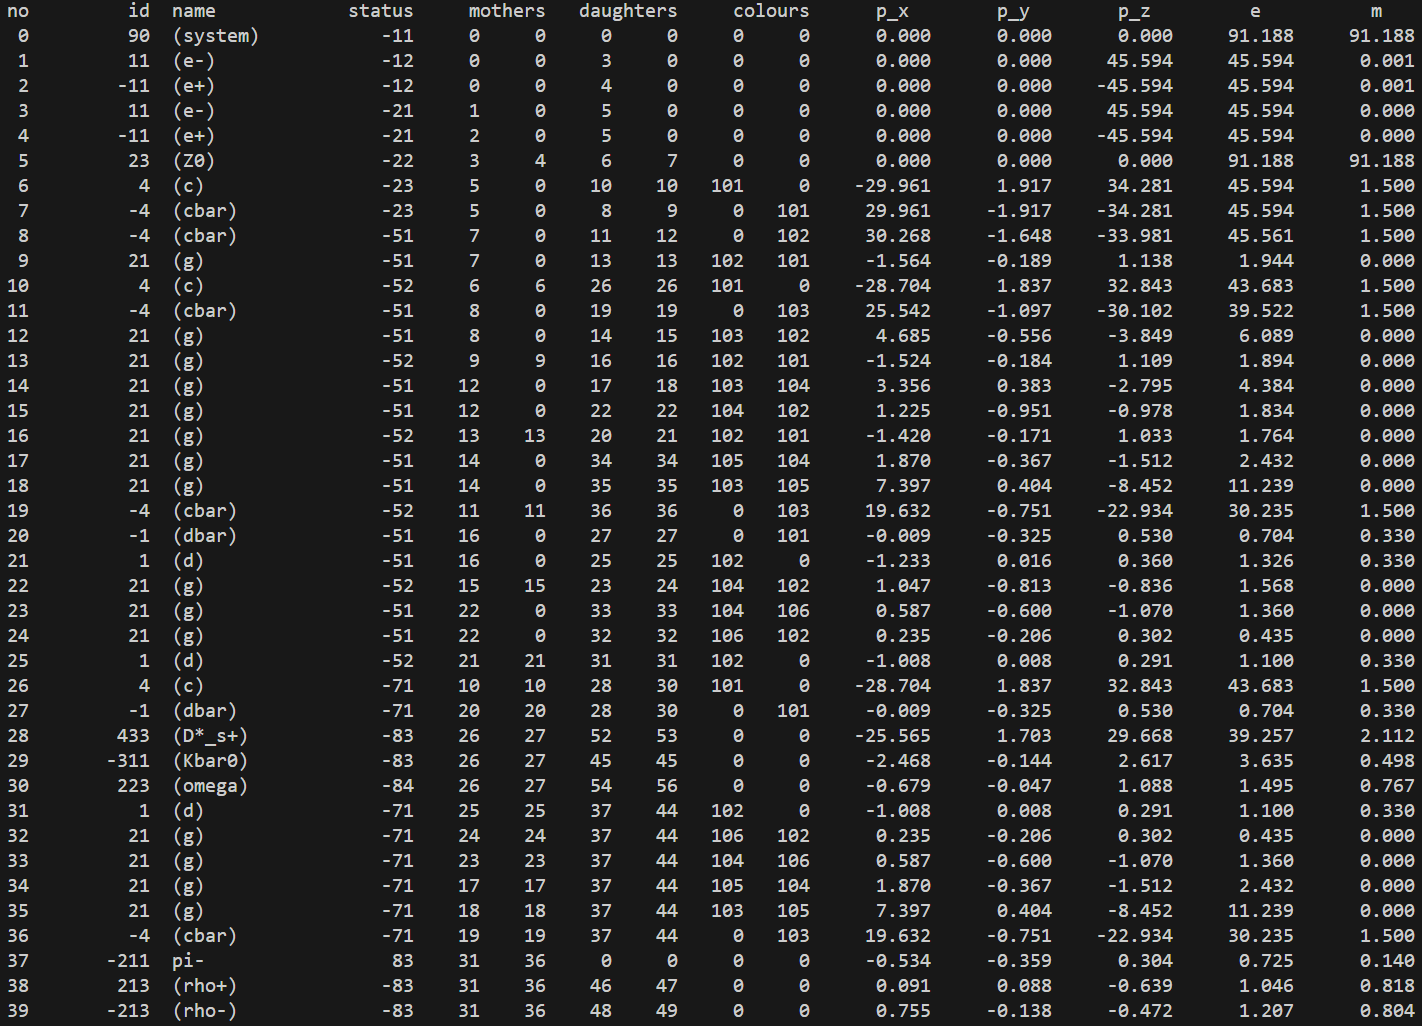 no id name status mothers daughters colours p_x p_y p_z e m
0 90 (system) -11 0 0 0 0 0 0 0.000 0.000 0.000 91.188 91.188
1 11 (e-) -12 0 0 3 0 0 0 0.000 0.000 45.594 45.594 0.001
2 -11 (e+) -12 0 0 4 0 0 0 0.000 0.000 -45.594 45.594 0.001
3 11 (e-) -21 1 0 5 0 0 0 0.000 0.000 45.594 45.594 0.000
4 -11 (e+) -21 2 0 5 0 0 0 0.000 0.000 -45.594 45.594 0.000
5 23 (Z0) -22 3 4 6 7 0 0 0.000 0.000 0.000 91.188 91.188
6 4 (c) -23 5 0 10 10 101 0 -29.961 1.917 34.281 45.594 1.500
7 -4 (cbar) -23 5 0 8 9 0 101 29.961 -1.917 -34.281 45.594 1.500
8 -4 (cbar) -51 7 0 11 12 0 102 30.268 -1.648 -33.981 45.561 1.500
9 21 (g) -51 7 0 13 13 102 101 -1.564 -0.189 1.138 1.944 0.000
10 4 (c) -52 6 6 26 26 101 0 -28.704 1.837 32.843 43.683 1.500
11 -4 (cbar) -51 8 0 19 19 0 103 25.542 -1.097 -30.102 39.522 1.500
12 21 (g) -51 8 0 14 15 103 102 4.685 -0.556 -3.849 6.089 0.000
13 21 (g) -52 9 9 16 16 102 101 -1.524 -0.184 1.109 1.894 0.000
14 21 (g) -51 12 0 17 18 103 104 3.356 0.383 -2.795 4.384 0.000
15 21 (g) -51 12 0 22 22 104 102 1.225 -0.951 -0.978 1.834 0.000
16 21 (g) -52 13 13 20 21 102 101 -1.420 -0.171 1.033 1.764 0.000
17 21 (g) -51 14 0 34 34 105 104 1.870 -0.367 -1.512 2.432 0.000
18 21 (g) -51 14 0 35 35 103 105 7.397 0.404 -8.452 11.239 0.000
19 -4 (cbar) -52 11 11 36 36 0 103 19.632 -0.751 -22.934 30.235 1.500
20 -1 (dbar) -51 16 0 27 27 0 101 -0.009 -0.325 0.530 0.704 0.330
21 1 (d) -51 16 0 25 25 102 0 -1.233 0.016 0.360 1.326 0.330
22 21 (g) -52 15 15 23 24 104 102 1.047 -0.813 -0.836 1.568 0.000
23 21 (g) -51 22 0 33 33 104 106 0.587 -0.600 -1.070 1.360 0.000
24 21 (g) -51 22 0 32 32 106 102 0.235 -0.206 0.302 0.435 0.000
25 1 (d) -52 21 21 31 31 102 0 -1.008 0.008 0.291 1.100 0.330
26 4 (c) -71 10 10 28 30 101 0 -28.704 1.837 32.843 43.683 1.500
27 -1 (dbar) -71 20 20 28 30 0 101 -0.009 -0.325 0.530 0.704 0.330
28 433 (D*_s+) -83 26 27 52 53 0 0 -25.565 1.703 29.668 39.257 2.112
29 -311 (Kbar0) -83 26 27 45 45 0 0 -2.468 -0.144 2.617 3.635 0.498
30 223 (omega) -84 26 27 54 56 0 0 -0.679 -0.047 1.088 1.495 0.767
31 1 (d) -71 25 25 37 44 102 0 -1.008 0.008 0.291 1.100 0.330
32 21 (g) -71 24 24 37 44 106 102 0.235 -0.206 0.302 0.435 0.000
33 21 (g) -71 23 23 37 44 104 106 0.587 -0.600 -1.070 1.360 0.000
34 21 (g) -71 17 17 37 44 105 104 1.870 -0.367 -1.512 2.432 0.000
35 21 (g) -71 18 18 37 44 103 105 7.397 0.404 -8.452 11.239 0.000
36 -4 (cbar) -71 19 19 37 44 0 103 19.632 -0.751 -22.934 30.235 1.500
37 -211 pi- 83 31 36 0 0 0 0 -0.534 -0.359 0.304 0.725 0.140
38 213 (rho+) -83 31 36 46 47 0 0 0.091 0.088 -0.639 1.046 0.818
39 -213 (rho-) -83 31 36 48 49 0 0 0.755 -0.138 -0.472 1.207 0.804